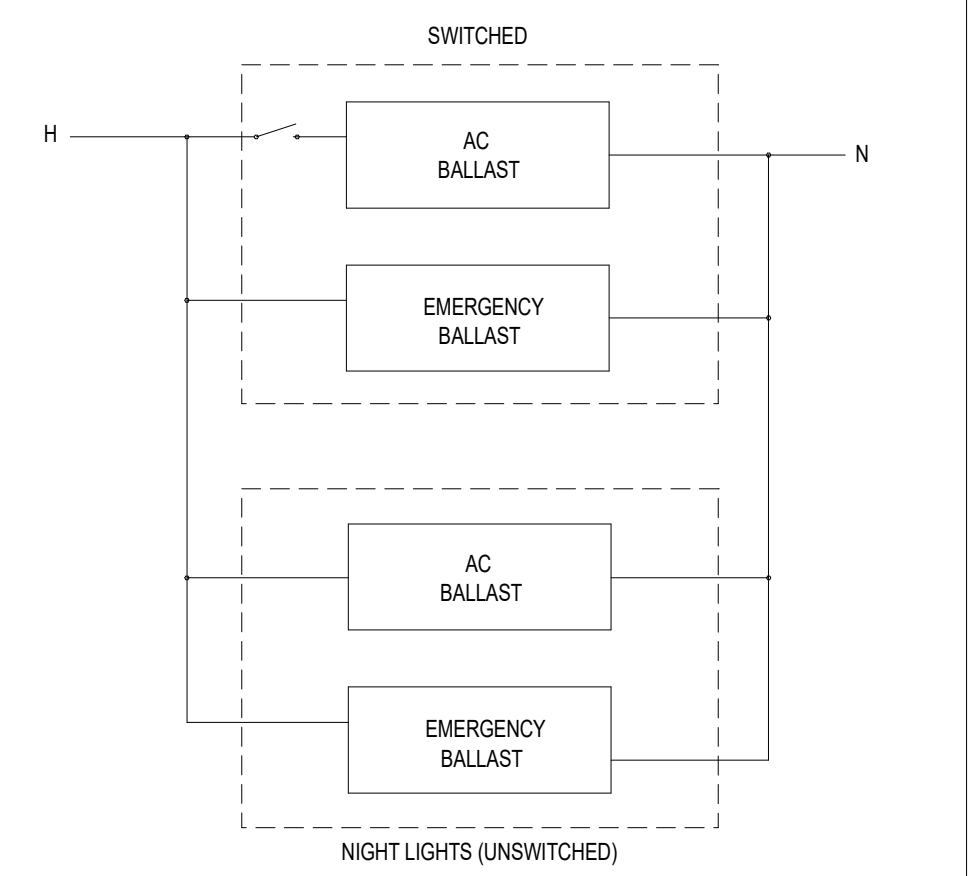 SWITCHED
H
AC
BALLAST
N
EMERGENCY
BALLAST
AC
BALLAST
EMERGENCY
BALLAST
NIGHT LIGHTS (UNSWITCHED)